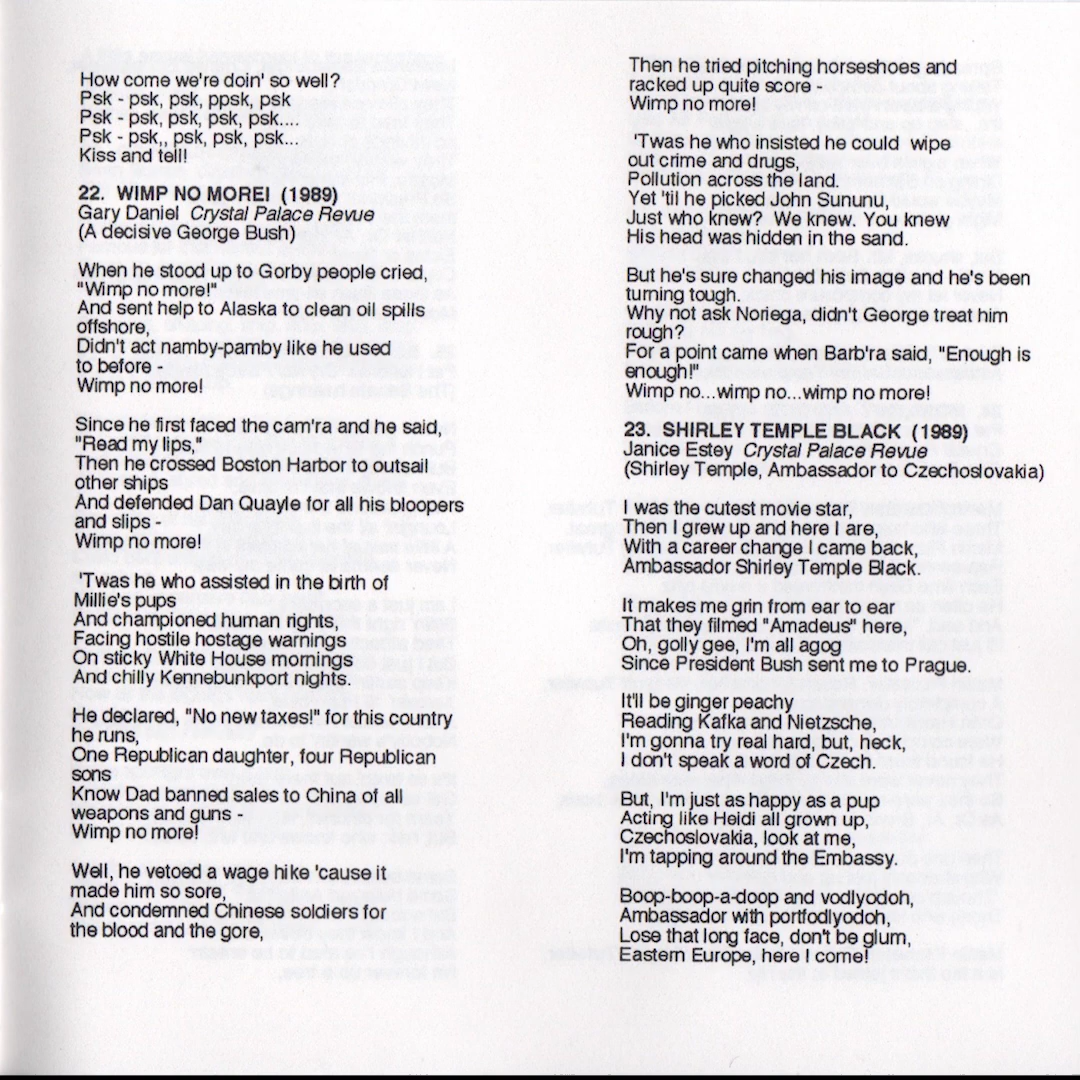 How come we're doin' so well?
Psk - psk, psk, ppsk, psk
Psk - psk, psk, psk, psk....
Psk - psk,, psk, psk, psk...
Kiss and tell!
22. WIMP NO MORE! (1989)
Gary Daniel Crystal Palace Revue
(A decisive George Bush)
When he stood up to Gorby people cried,
"Wimp no more!"
And sent help to Alaska to clean oil spills
offshore,
Didn't act namby-pamby like he used
to before -
Wimp no more!
Since he first faced the cam'ra and he said,
"Read my lips,"
Then he crossed Boston Harbor to outsail
other ships
And defended Dan Quayle for all his bloopers
and slips -
Wimp no more!
'Twas he who assisted in the birth of
Millie's pups
And championed human rights,
Facing hostile hostage warnings
On sticky White House mornings
And chilly Kennebunkport nights.
He declared, "No new taxes!" for this country
he runs,
One Republican daughter, four Republican
sons
Know Dad banned sales to China of all
weapons and guns -
Wimp no more!
Well, he vetoed a wage hike 'cause it
made him so sore,
And condemned Chinese soldiers for
the blood and the gore,
Then he tried pitching horseshoes and
racked up quite score -
Wimp no more!
'Twas he who insisted he could wipe
out crime and drugs,
Pollution across the land.
Yet 'til he picked John Sununu,
Just who knew? We knew. You knew
His head was hidden in the sand.
But he's sure changed his image and he's been
turning tough.
Why not ask Noriega, didn't George treat him
rough?
For a point came when Barb'ra said, "Enough is
enough!"
Wimp no...wimp no...wimp no more!
23. SHIRLEY TEMPLE BLACK (1989)
Janice Estey Crystal Palace Revue
(Shirley Temple, Ambassador to Czechoslovakia)
I was the cutest movie star,
Then I grew up and here I are,
With a career change I came back,
Ambassador Shirley Temple Black.
It makes me grin from ear to ear
That they filmed "Amadeus" here,
Oh, golly gee, I'm all agog
Since President Bush sent me to Prague.
It'll be ginger peachy
Reading Kafka and Nietzsche,
I'm gonna try real hard, but, heck,
I don't speak a word of Czech.
But, I'm just as happy as a pup
Acting like Heidi all grown up,
Czechoslovakia, look at me,
I'm tapping around the Embassy.
Boop-boop-a-doop and vodlyodoh,
Ambassador with portfodlyodoh,
Lose that long face, don't be glum,
Eastern Europe, here I come!